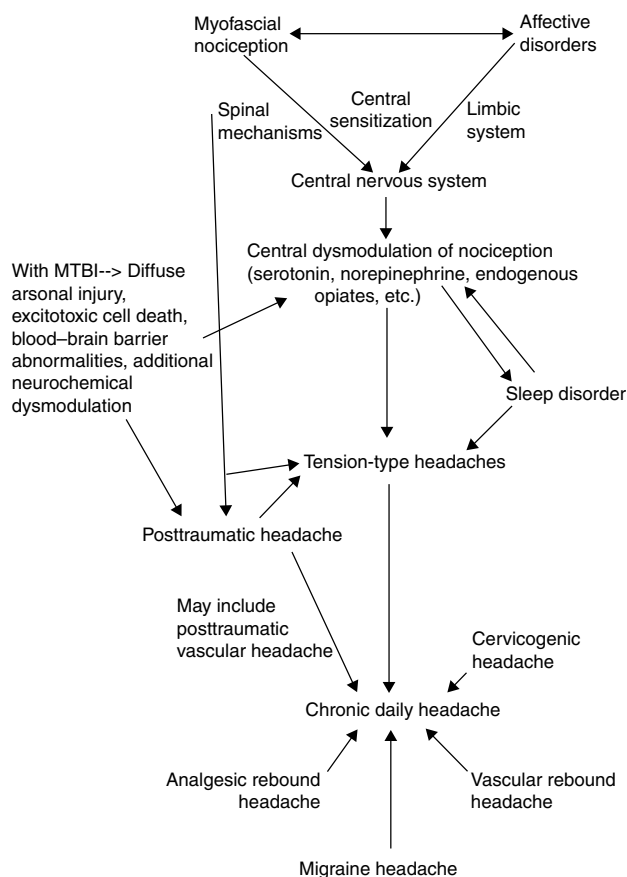 Myofascial
nociception
Affective
disorders
Spinal
mechanisms
Central
sensitization
Limbic
system
Central nervous system
Central dysmodulation of nociception
(serotonin, norepinephrine, endogenous
opiates, etc.)
With MTBI--> Diffuse
arsonal injury,
excitotoxic cell death,
blood–brain barrier
abnormalities, additional
neurochemical
dysmodulation
Sleep disorder
Tension-type headaches
Posttraumatic headache
May include
posttraumatic
vascular headache
Cervicogenic
headache
Chronic daily headache
Analgesic rebound
headache
Vascular rebound
headache
Migraine headache